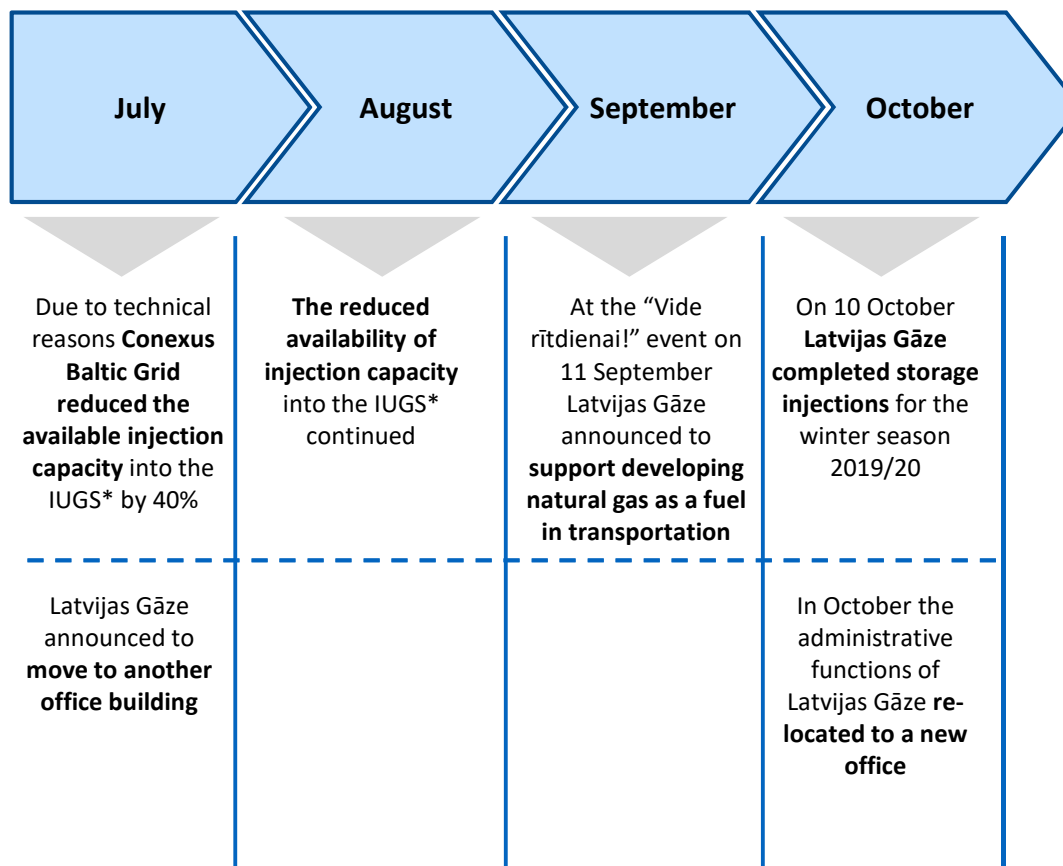 July
August
September
October
Due to technical
reasons Conexus
Baltic Grid
reduced the
available injection
capacity into the
IUGS* by 40%
The reduced
availability of
injection capacity
into the IUGS*
continued
At the “Vide
rītdienai!” event on
11 September
Latvijas Gāze
announced to
support developing
natural gas as a fuel
in transportation
On 10 October
Latvijas Gāze
completed storage
injections for the
winter season
2019/20
Latvijas Gāze
announced to
move to another
office building
In October the
administrative
functions of
Latvijas Gāze re-
located to a new
office